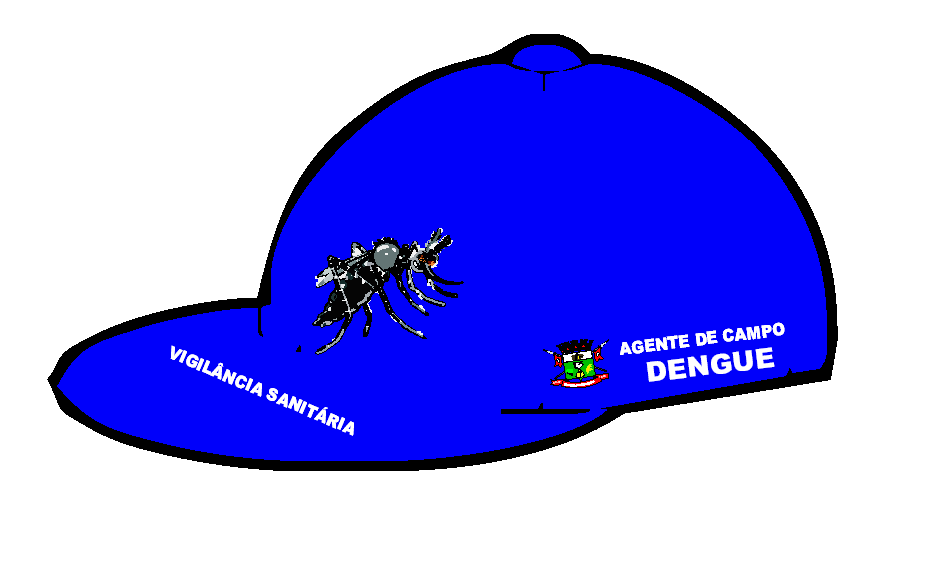 VIGILÂNCIA SANITÁRIA
AGENTE DE CAMPO
DENGUE